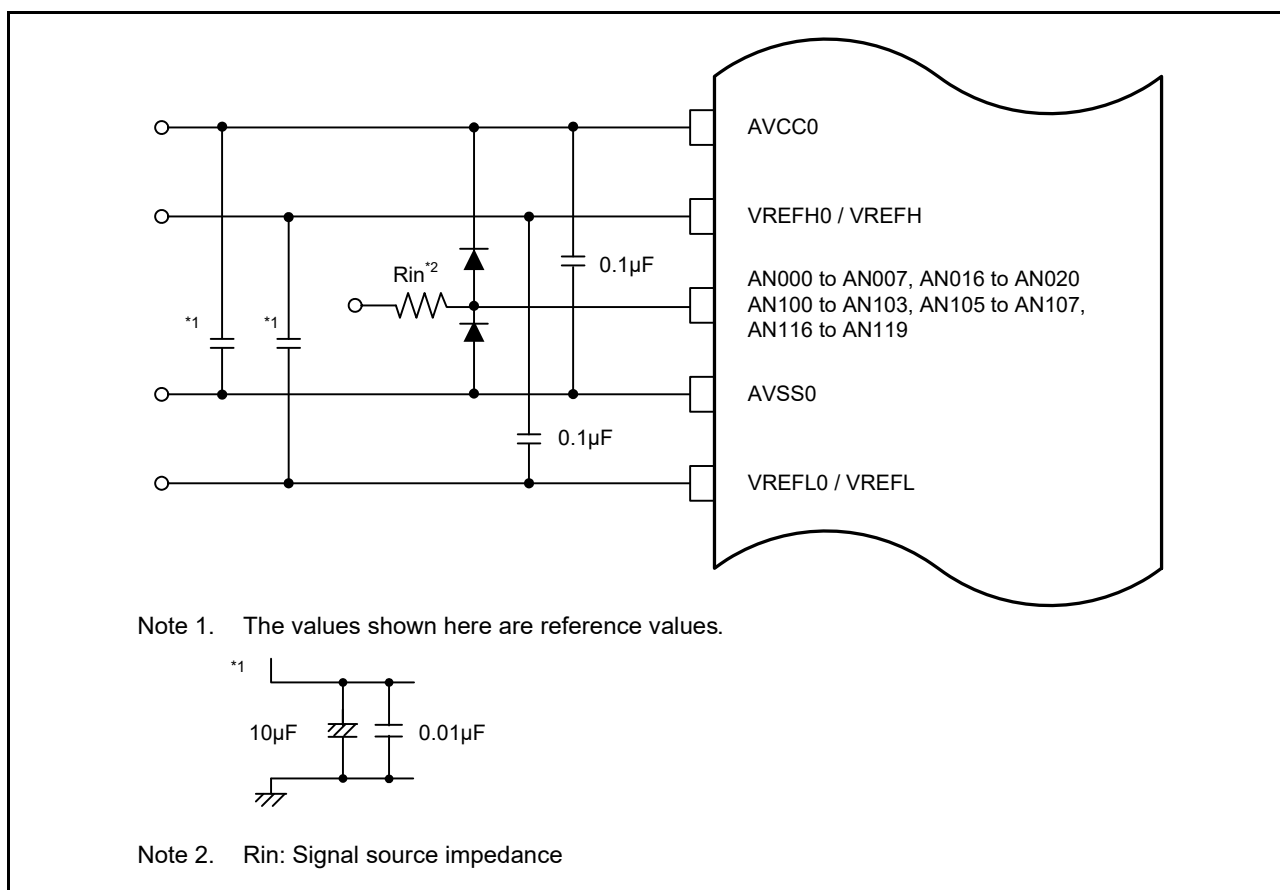 AVCC0
VREFH0 / VREFH
Rin*2
0.1µF
AN000 to AN007, AN016 to AN020
AN100 to AN103, AN105 to AN107,
AN116 to AN119
*1
*1
AVSS0
0.1µF
VREFL0 / VREFL
Note 1. The values shown here are reference values.
*1
10µF
0.01µF
Note 2. Rin: Signal source impedance